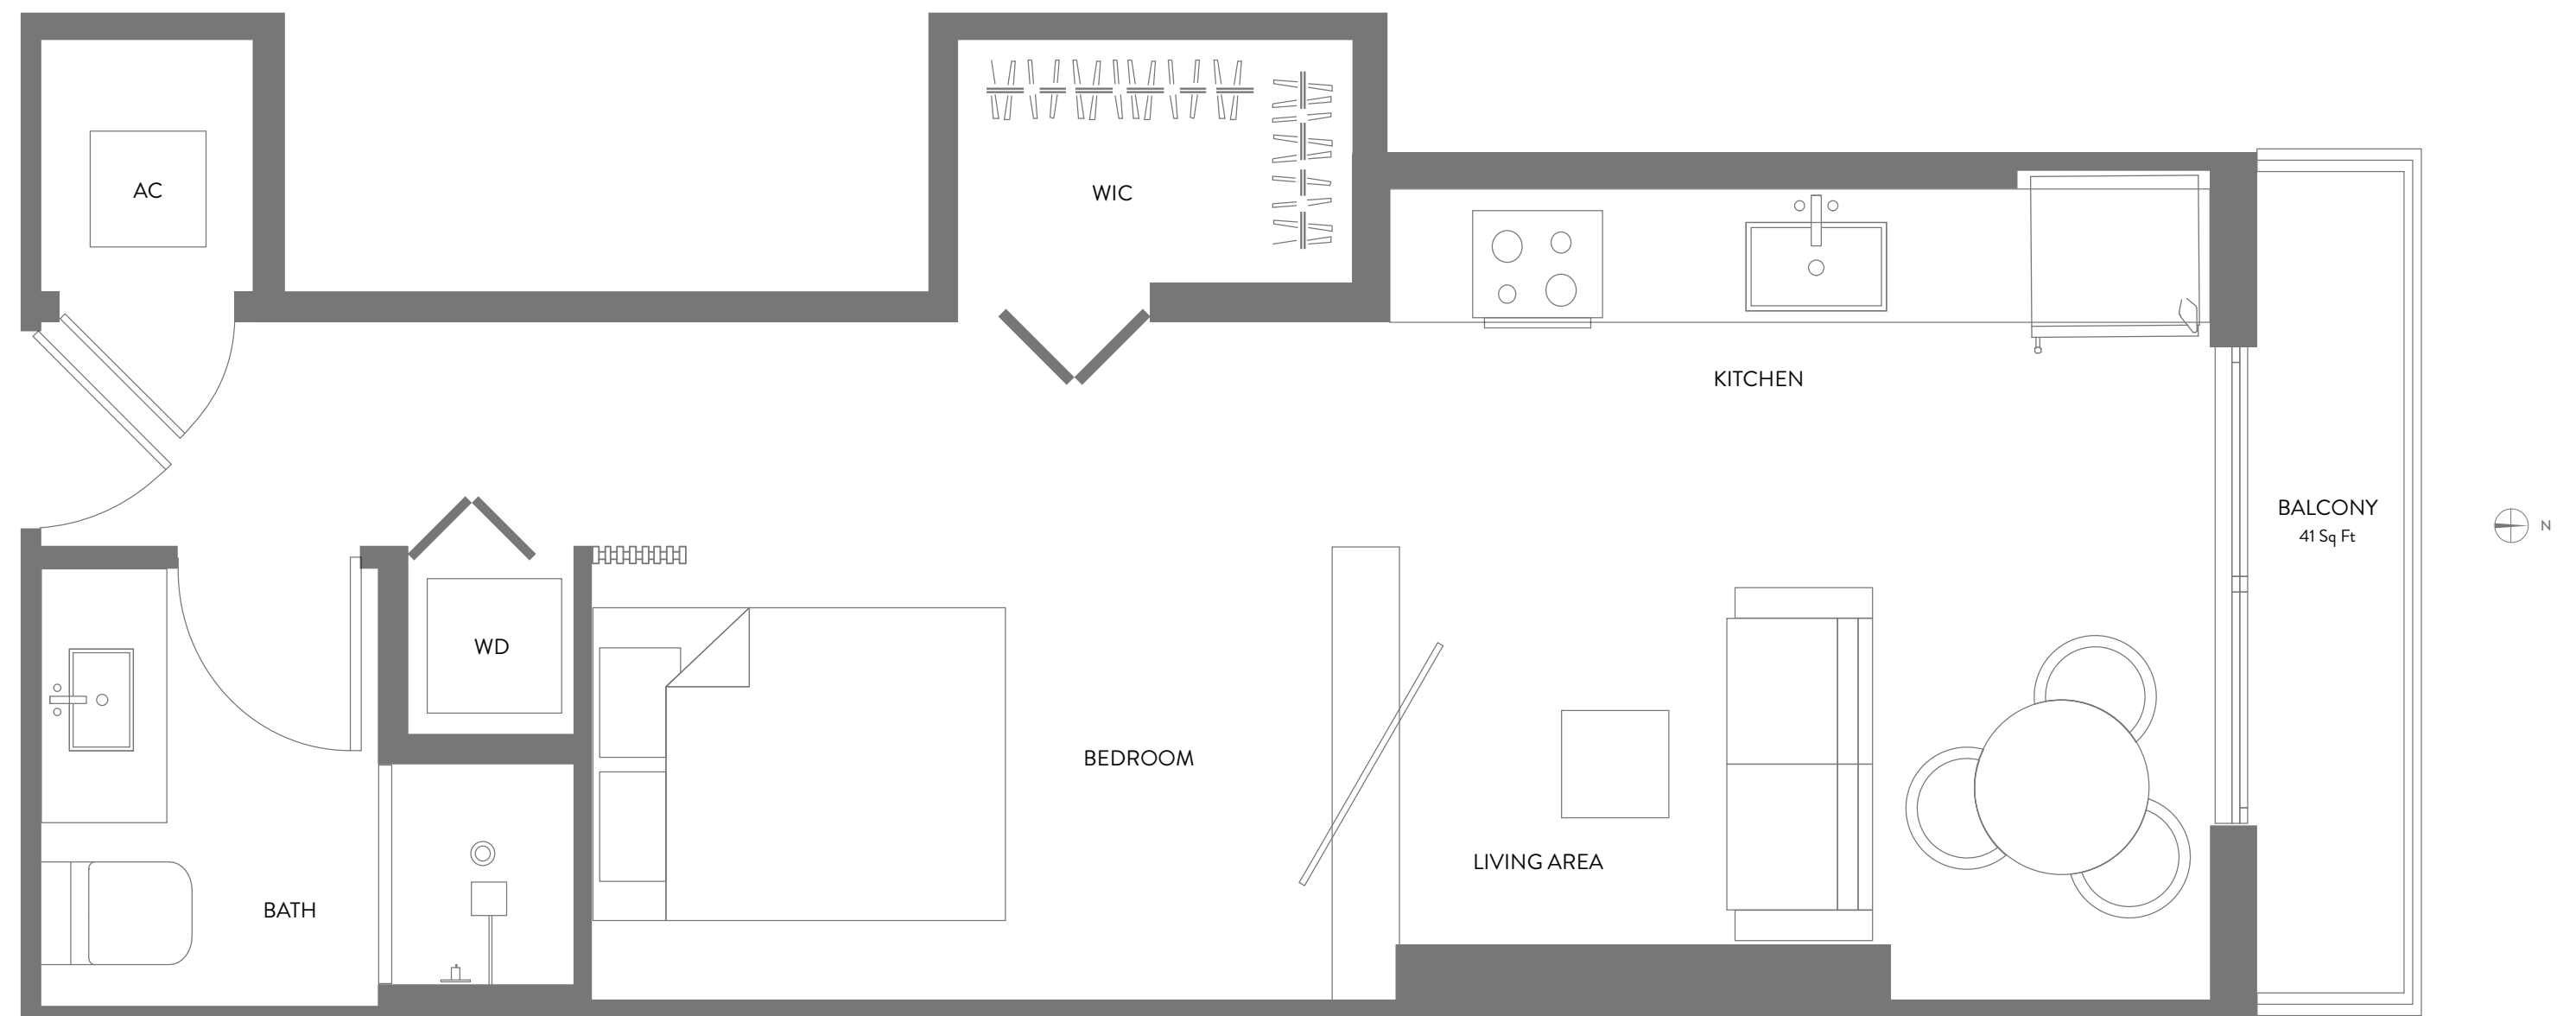 AC
WIC
KITCHEN
BALCONY
41 Sq Ft
N
WD
BEDROOM
LIVING AREA
BATH